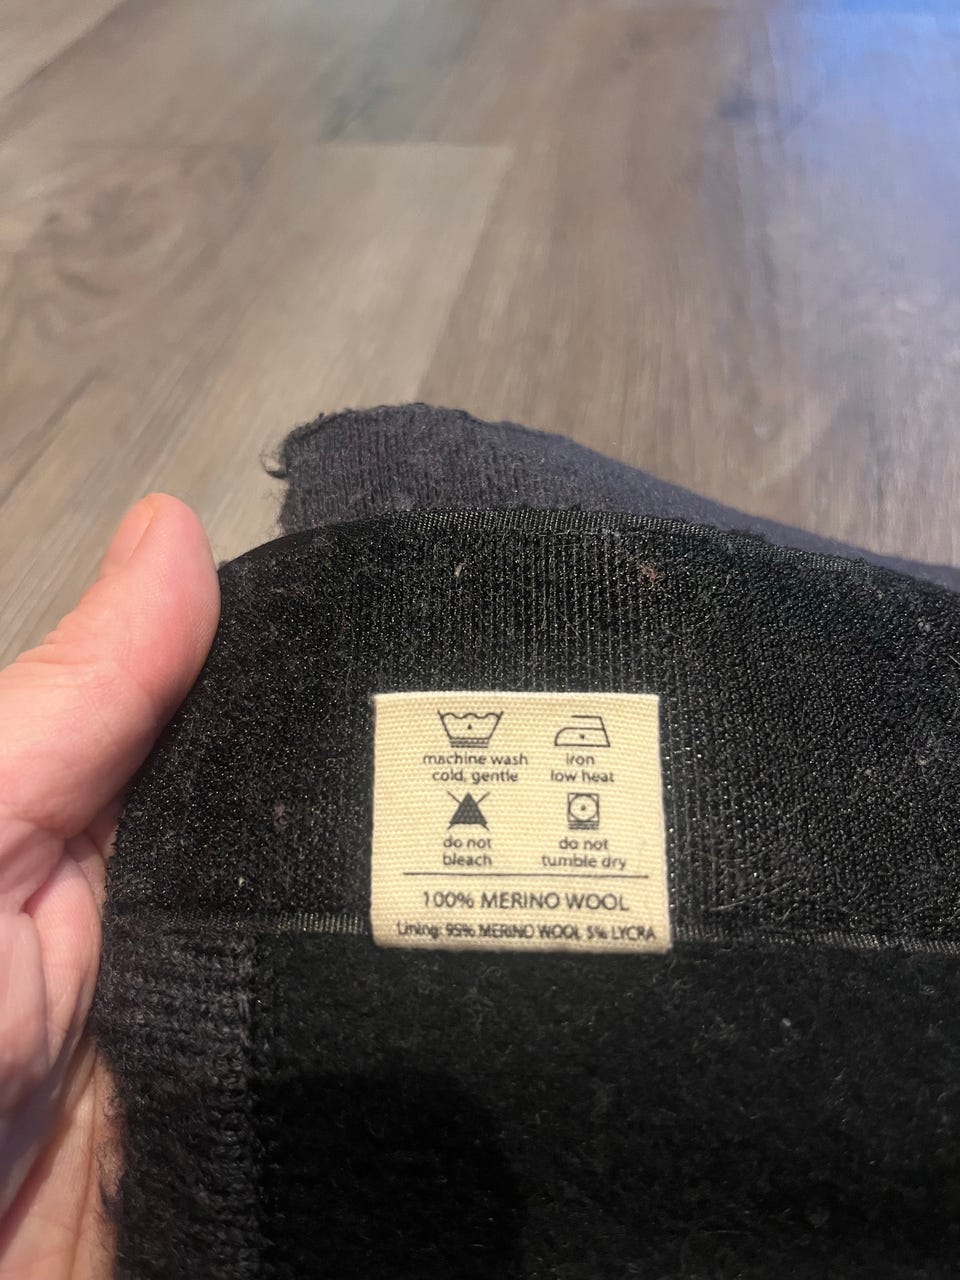 machine wash
cold, gentle
iron
low heat
do not
bleach
do not
tumble dry
100% MERINO WOOL
Lining: 95% MERINO WOOL 5% LYCRA